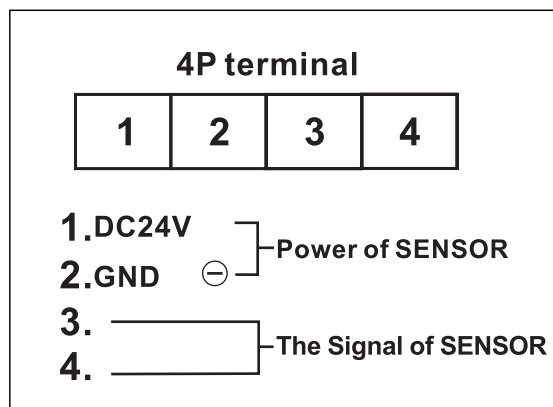 4P terminal
1 2 3 4
1.DC24V
2.GND ⊖
Power of SENSOR
3.
4.
The Signal of SENSOR